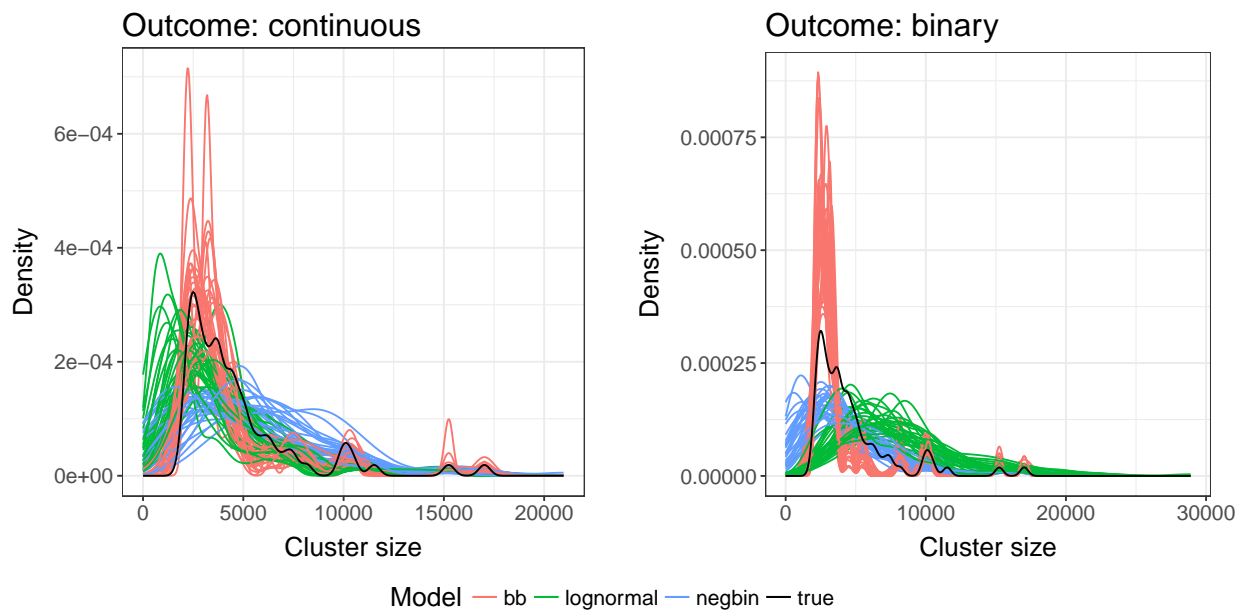 Outcome: continuous
Outcome: binary
Density
6e−04
4e−04
2e−04
0e+00
0
5000
10000
15000
20000
Cluster size
Density
0.00075
0.00050
0.00025
0.00000
0
10000
20000
30000
Cluster size
Model bb lognormal negbin true